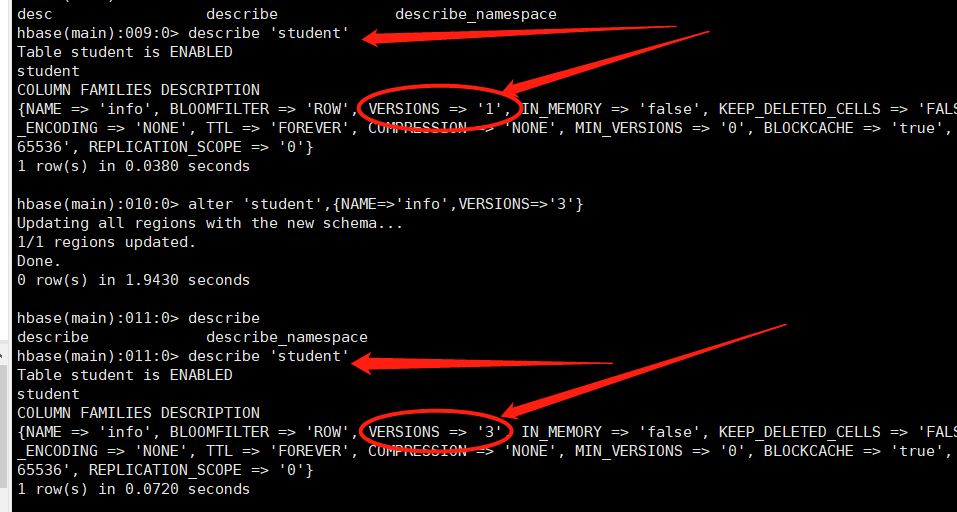 desc describe describe_namespace
hbase(main):009:0> describe 'student'
Table student is ENABLED
student
COLUMN FAMILIES DESCRIPTION
{NAME => 'info', BLOOMFILTER => 'ROW', VERSIONS => '1', IN_MEMORY => 'false', KEEP_DELETED_CELLS => 'FALS
_ENCODING => 'NONE', TTL => 'FOREVER', COMPRESSION => 'NONE', MIN_VERSIONS => '0', BLOCKCACHE => 'true',
65536', REPLICATION_SCOPE => '0'}
1 row(s) in 0.0380 seconds
hbase(main):010:0> alter 'student',{NAME=>'info',VERSIONS=>'3'}
Updating all regions with the new schema...
1/1 regions updated.
Done.
0 row(s) in 1.9430 seconds
hbase(main):011:0> describe
describe describe_namespace
hbase(main):011:0> describe 'student'
Table student is ENABLED
student
COLUMN FAMILIES DESCRIPTION
{NAME => 'info', BLOOMFILTER => 'ROW', VERSIONS => '3', IN_MEMORY => 'false', KEEP_DELETED_CELLS => 'FALS
_ENCODING => 'NONE', TTL => 'FOREVER', COMPRESSION => 'NONE', MIN_VERSIONS => '0', BLOCKCACHE => 'true',
65536', REPLICATION_SCOPE => '0'}
1 row(s) in 0.0720 seconds